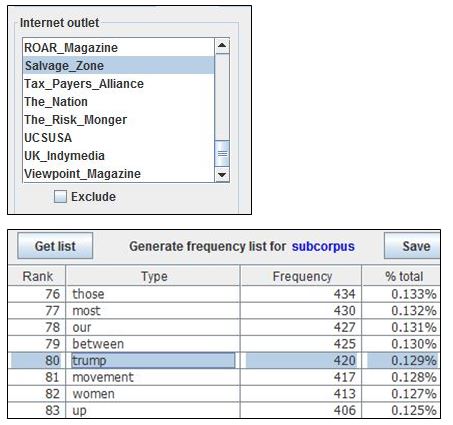 Internet outlet
ROAR_Magazine
Salvage_Zone
Tax_Payers_Alliance
The_Nation
The_Risk_Monger
UCSUSA
UK_Indymedia
Viewpoint_Magazine
Exclude
Get list Generate frequency list for subcorpus Save
Rank Type Frequency % total
76 those 434 0.133%
77 most 430 0.132%
78 our 427 0.131%
79 between 425 0.130%
80 trump 420 0.129%
81 movement 417 0.128%
82 women 413 0.127%
83 up 406 0.125%